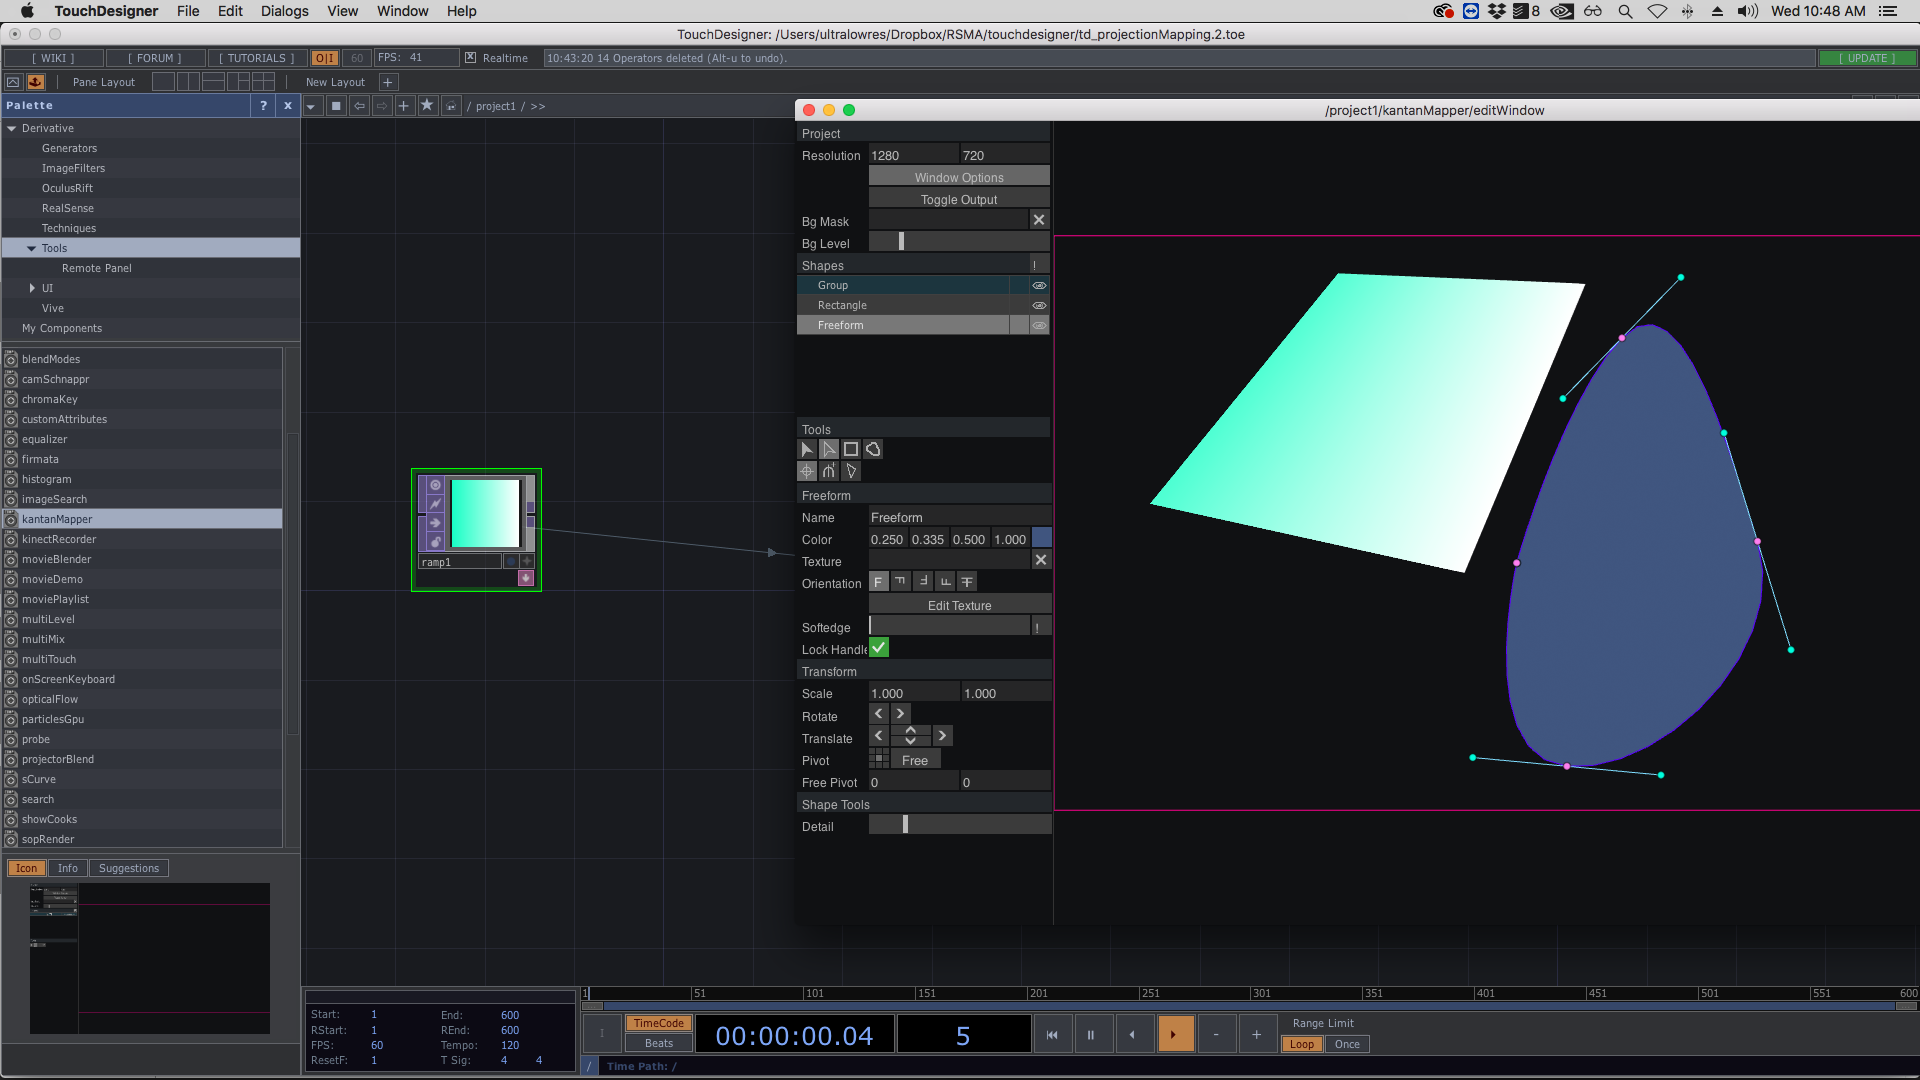 TouchDesigner File Edit Dialogs View Window Help 8 Wed 10:48 AM
TouchDesigner: /Users/ultralowres/Dropbox/RSMA/touchdesigner/td_projectionMapping.2.toe
[ WIKI ] [ FORUM ] [ TUTORIALS ] O|I 60 FPS: 41 Realtime 10:43:20 14 Operators deleted (Alt-u to undo). [ UPDATE ]
Pane Layout New Layout +
Palette ? x
/ project1 / >>
Derivative
Generators
ImageFilters
OculusRift
RealSense
Techniques
Tools
Remote Panel
UI
Vive
My Components
blendModes
camSchnappr
chromaKey
customAttributes
equalizer
firmata
histogram
imageSearch
kantanMapper
kinectRecorder
movieBlender
movieDemo
moviePlaylist
multiLevel
multiMix
multiTouch
onScreenKeyboard
opticalFlow
particlesGpu
probe
projectorBlend
sCurve
search
showCooks
sopRender
Icon Info Suggestions
ramp1
/project1/kantanMapper/editWindow
Project
Resolution 1280 720
Window Options
Toggle Output
Bg Mask
Bg Level
Shapes !
Group
Rectangle
Freeform
Tools
Freeform
Name Freeform
Color 0.250 0.335 0.500 1.000
Texture
Orientation F
Edit Texture
Softedge !
Lock Handle
Transform
Scale 1.000 1.000
Rotate
Translate
Pivot Free
Free Pivot 0 0
Shape Tools
Detail
Start: 1 End: 600
RStart: 1 REnd: 600
FPS: 60 Tempo: 120
ResetF: 1 T Sig: 4 4
1 51 101 151 201 251 301 351 401 451 501 551 600
TimeCode
Beats
00:00:00.04 5
- +
Range Limit
Loop Once
/ Time Path: /